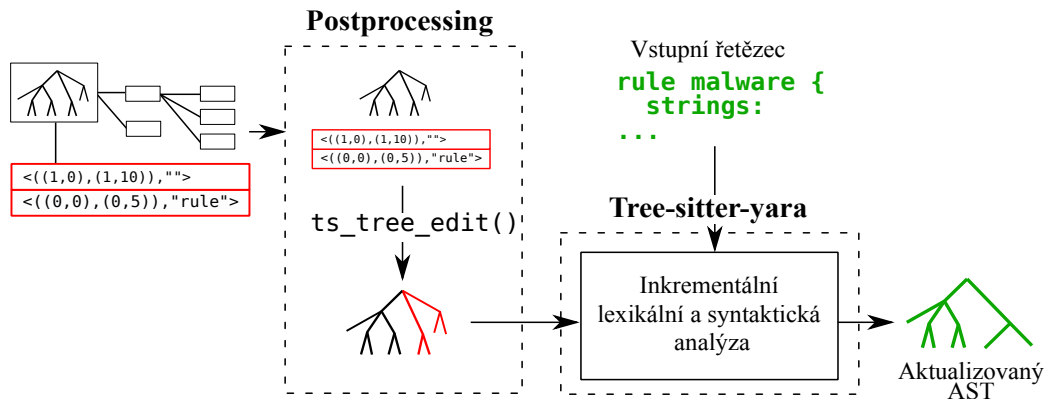 Postprocessing
<((1,0),(1,10)),"">
<((0,0),(0,5)),"rule">
<((1,0),(1,10)),"">
<((0,0),(0,5)),"rule">
ts_tree_edit()
Vstupní řetězec
rule malware {
strings:
...
Tree-sitter-yara
Inkrementální
lexikální a syntaktická
analýza
Aktualizovaný
AST